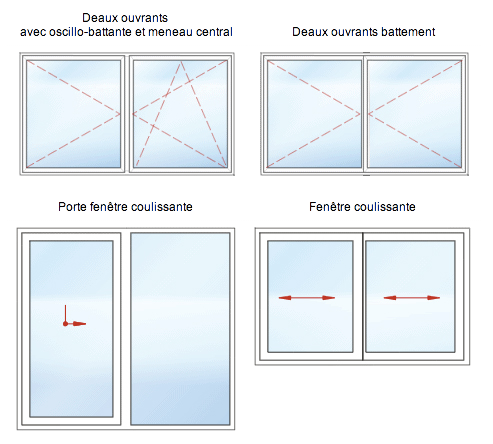 Deaux ouvrants
avec oscillo-battante et meneau central
Deaux ouvrants battement
Porte fenêtre coulissante
Fenêtre coulissante